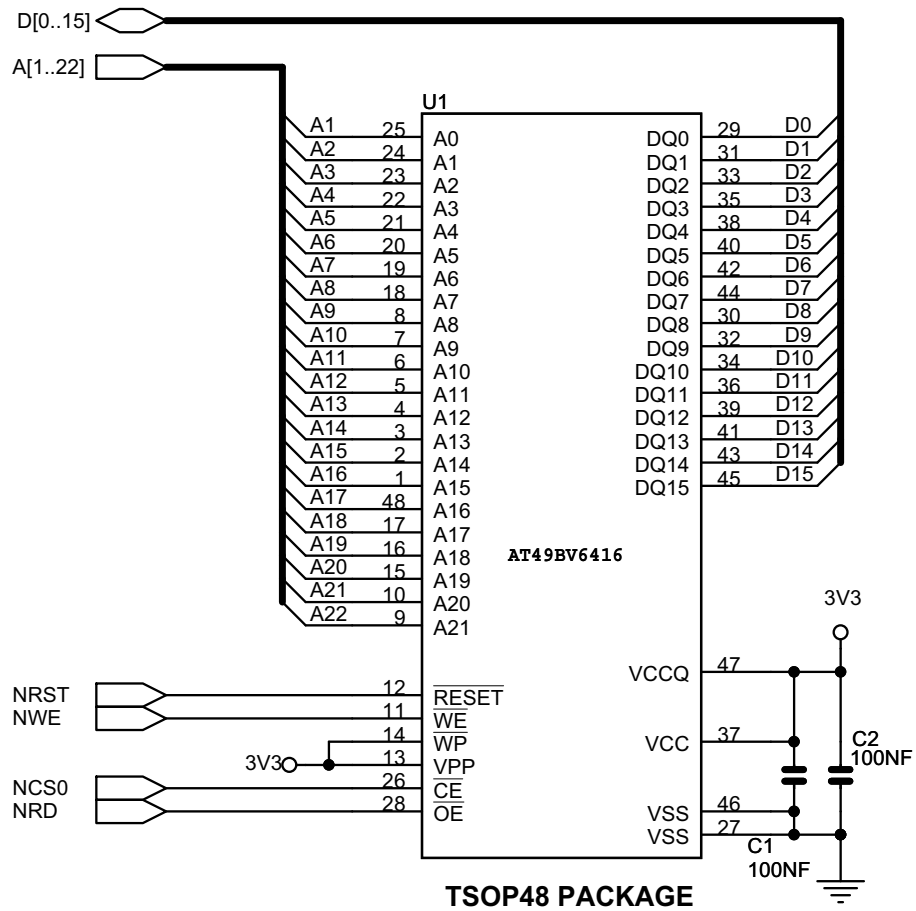 D[0..15]
A[1..22]
U1
A1 25 A0 DQ0 29 D0
A2 24 A1 DQ1 31 D1
A3 23 A2 DQ2 33 D2
A4 22 A3 DQ3 35 D3
A5 21 A4 DQ4 38 D4
A6 20 A5 DQ5 40 D5
A7 19 A6 DQ6 42 D6
A8 18 A7 DQ7 44 D7
A9 8 A8 DQ8 30 D8
A10 7 A9 DQ9 32 D9
A11 6 A10 DQ10 34 D10
A12 5 A11 DQ11 36 D11
A13 4 A12 DQ12 39 D12
A14 3 A13 DQ13 41 D13
A15 2 A14 DQ14 43 D14
A16 1 A15 DQ15 45 D15
A17 48 A16
A18 17 A17
A19 16 A18 AT49BV6416
A20 15 A19
A21 10 A20
A22 9 A21
3V3
VCCQ 47
NRST 12 RESET
NWE 11 WE
14 WP VCC 37
3V3 13 VPP
C2
100NF
NCS0 26 CE
NRD 28 OE VSS 46
VSS 27
C1
100NF
TSOP48 PACKAGE